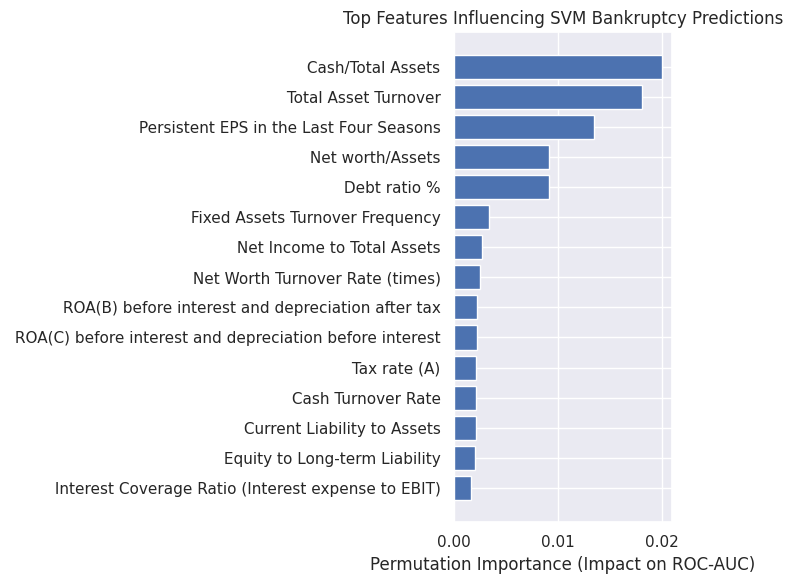 Top Features Influencing SVM Bankruptcy Predictions
Cash/Total Assets
Total Asset Turnover
Persistent EPS in the Last Four Seasons
Net worth/Assets
Debt ratio %
Fixed Assets Turnover Frequency
Net Income to Total Assets
Net Worth Turnover Rate (times)
ROA(B) before interest and depreciation after tax
ROA(C) before interest and depreciation before interest
Tax rate (A)
Cash Turnover Rate
Current Liability to Assets
Equity to Long-term Liability
Interest Coverage Ratio (Interest expense to EBIT)
0.00 0.01 0.02
Permutation Importance (Impact on ROC-AUC)